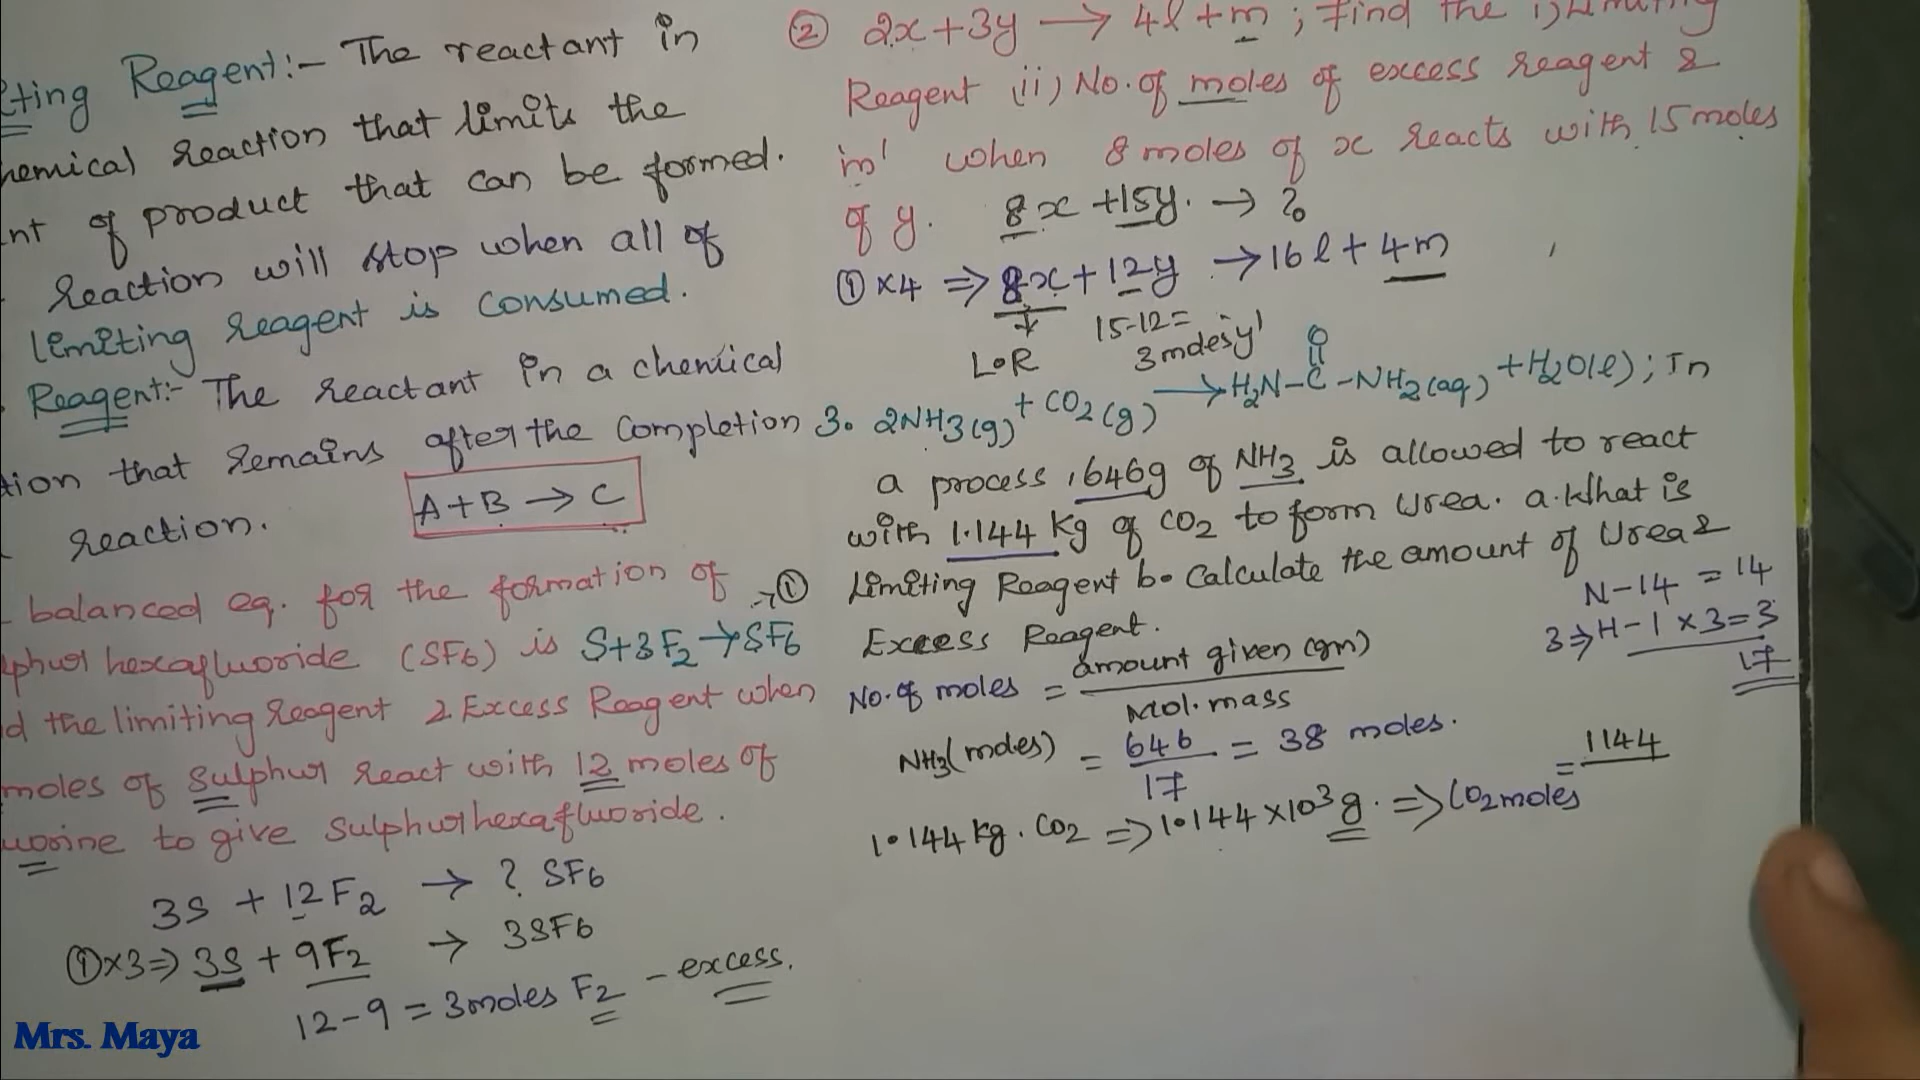 Reagent:- The reactant in
chemical reaction that limits the
of product that can be formed.
Reaction will stop when all of
limiting reagent is consumed.
Reagent:- The reactant in a chemical
that remains after the completion
reaction.
A+B → C
balanced eq. for the formation of
hexafluoride (SF6) is S+3F2→SF6 →①
the limiting reagent 2. Excess Reagent when
moles of sulphur react with 12 moles of
to give sulphurhexafluoride.
3S + 12F2 → ? SF6
①×3⇒ 3S + 9F2 → 3SF6
12-9 = 3moles F2 - excess.
② 2x+3y → 4l+m ; find the i) Limiting
Reagent (ii) No. of moles of excess reagent &
'm' when 8 moles of x reacts with 15 moles
of y. 8x +15y. → ?
①×4 ⇒ 8x+12y → 16l + 4m
↓
LoR
15-12=
3moles'y'
O
||
3. 2NH3(g) + CO2(g) → H2N-C-NH2(aq) + H2O(l) ; In
a process, 646g of NH3 is allowed to react
with 1.144 kg of CO2 to form Urea. a. What is
Limiting Reagent b. Calculate the amount of Urea &
Excess Reagent.
N-14 = 14
3⇒H-1×3=3
17
No. of moles = amount given (gm)
Mol. mass
NH3(moles) = 646 = 38 moles.
17
1.144 kg. CO2 ⇒ 1.144×10³ g. ⇒ CO2moles
= 1144
Mrs. Maya